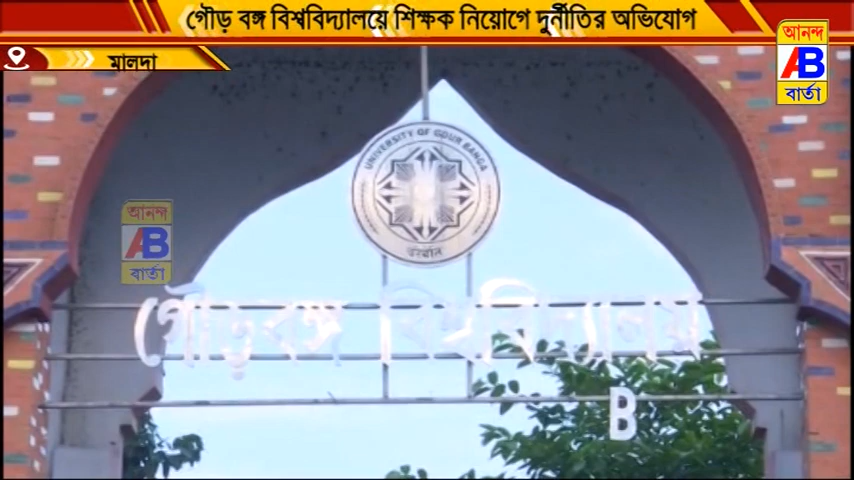 গৌড় বঙ্গ বিশ্ববিদ্যালয়ে শিক্ষক নিয়োগে দুর্নীতির অভিযোগ
মালদা
আনন্দ
AB
বার্তা
UNIVERSITY OF GOUR BANGA
আনন্দ
AB
বার্তা
গৌড়বঙ্গ বিশ্ববিদ্যালয়
B